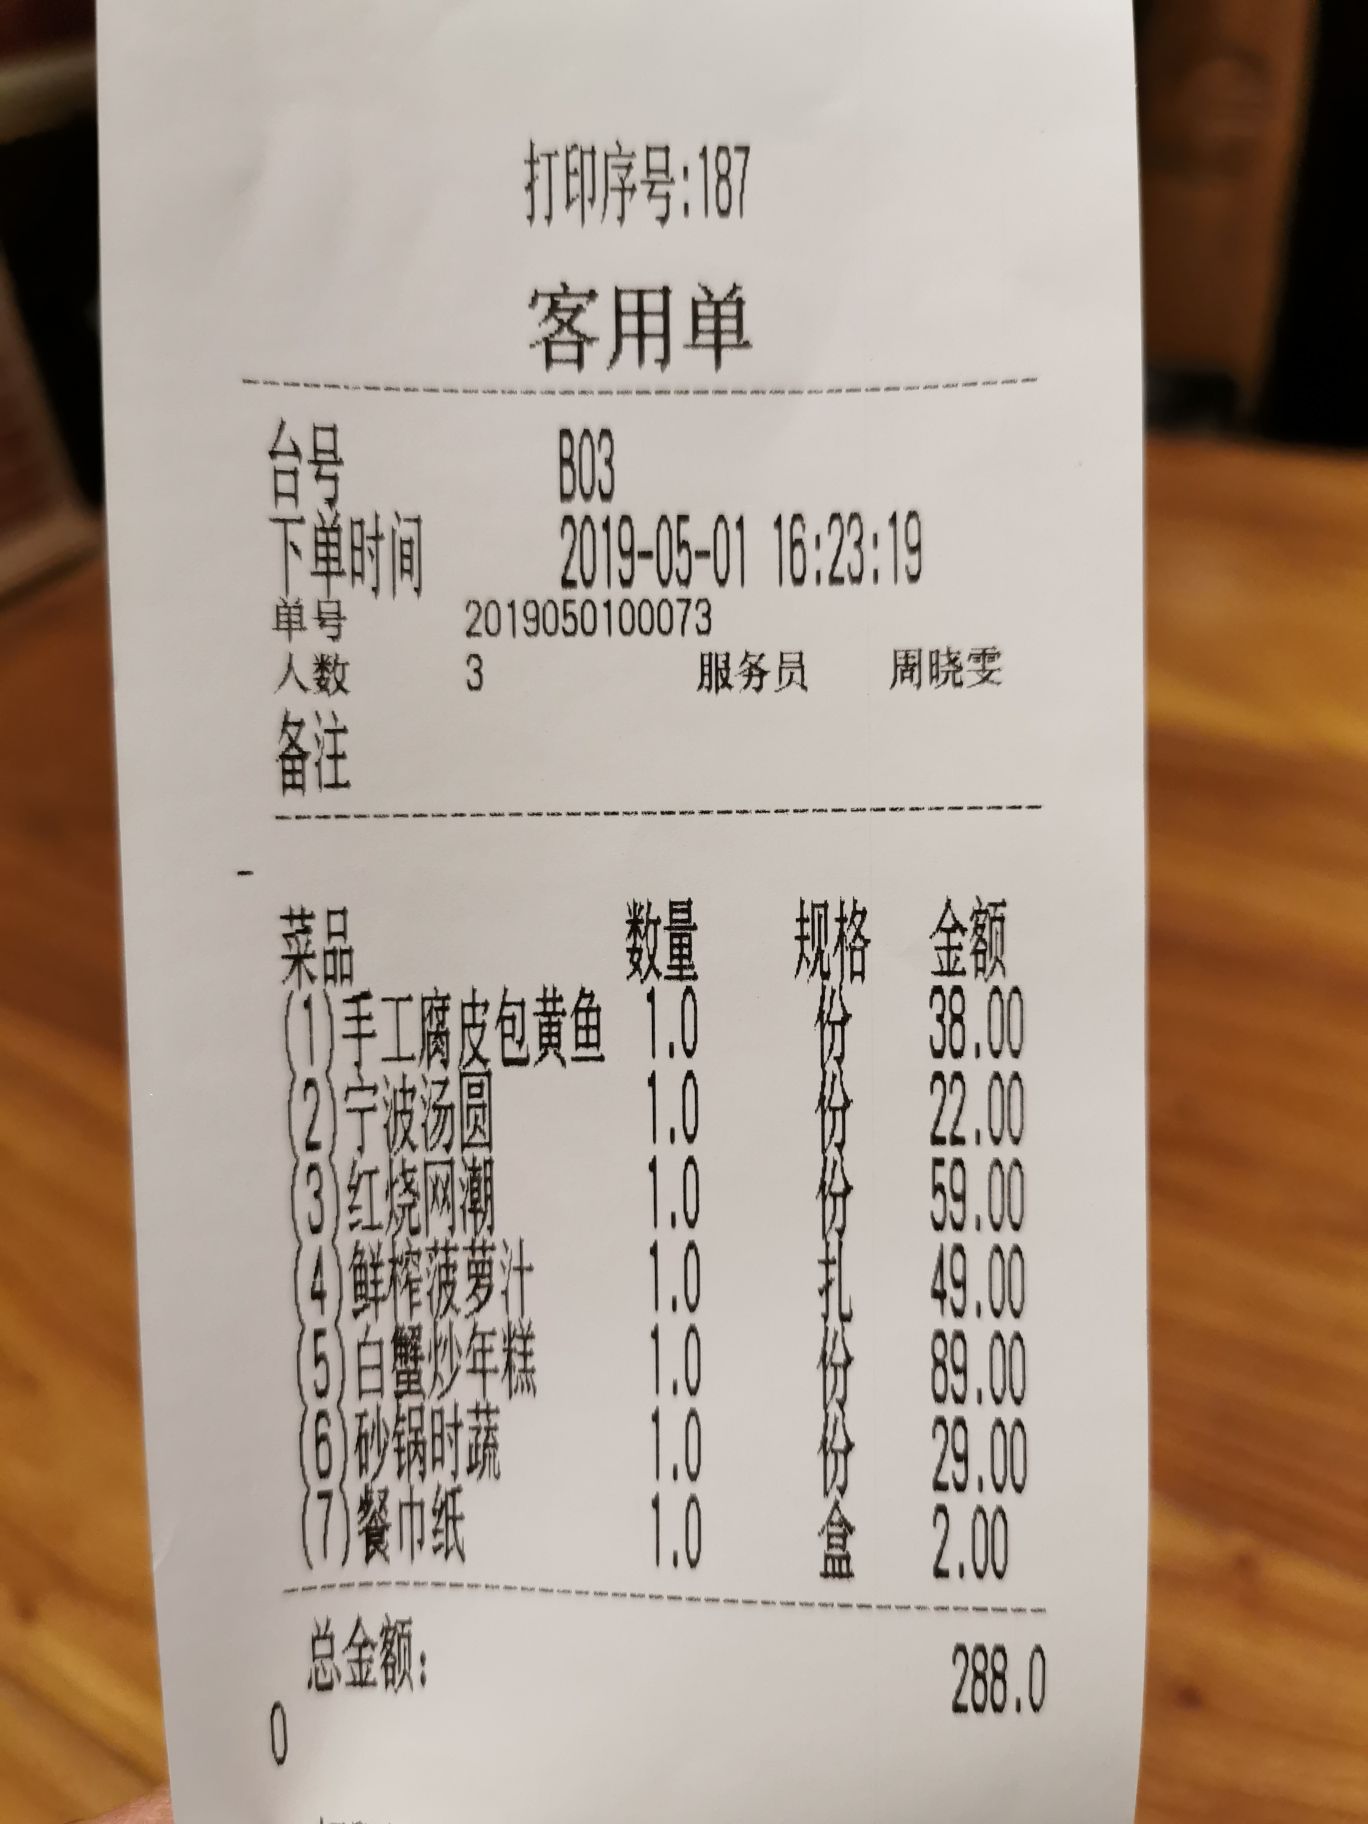 打印序号:187
客用单
台号 B03
下单时间 2019-05-01 16:23:19
单号 2019050100073
人数 3 服务员 周晓雯
备注
菜品 数量 规格 金额
(1)手工腐皮包黄鱼 1.0 份 38.00
(2)宁波汤圆 1.0 份 22.00
(3)红烧网潮 1.0 份 59.00
(4)鲜榨菠萝汁 1.0 扎 49.00
(5)白蟹炒年糕 1.0 份 89.00
(6)砂锅时蔬 1.0 份 29.00
(7)餐巾纸 1.0 盒 2.00
总金额: 288.0
0